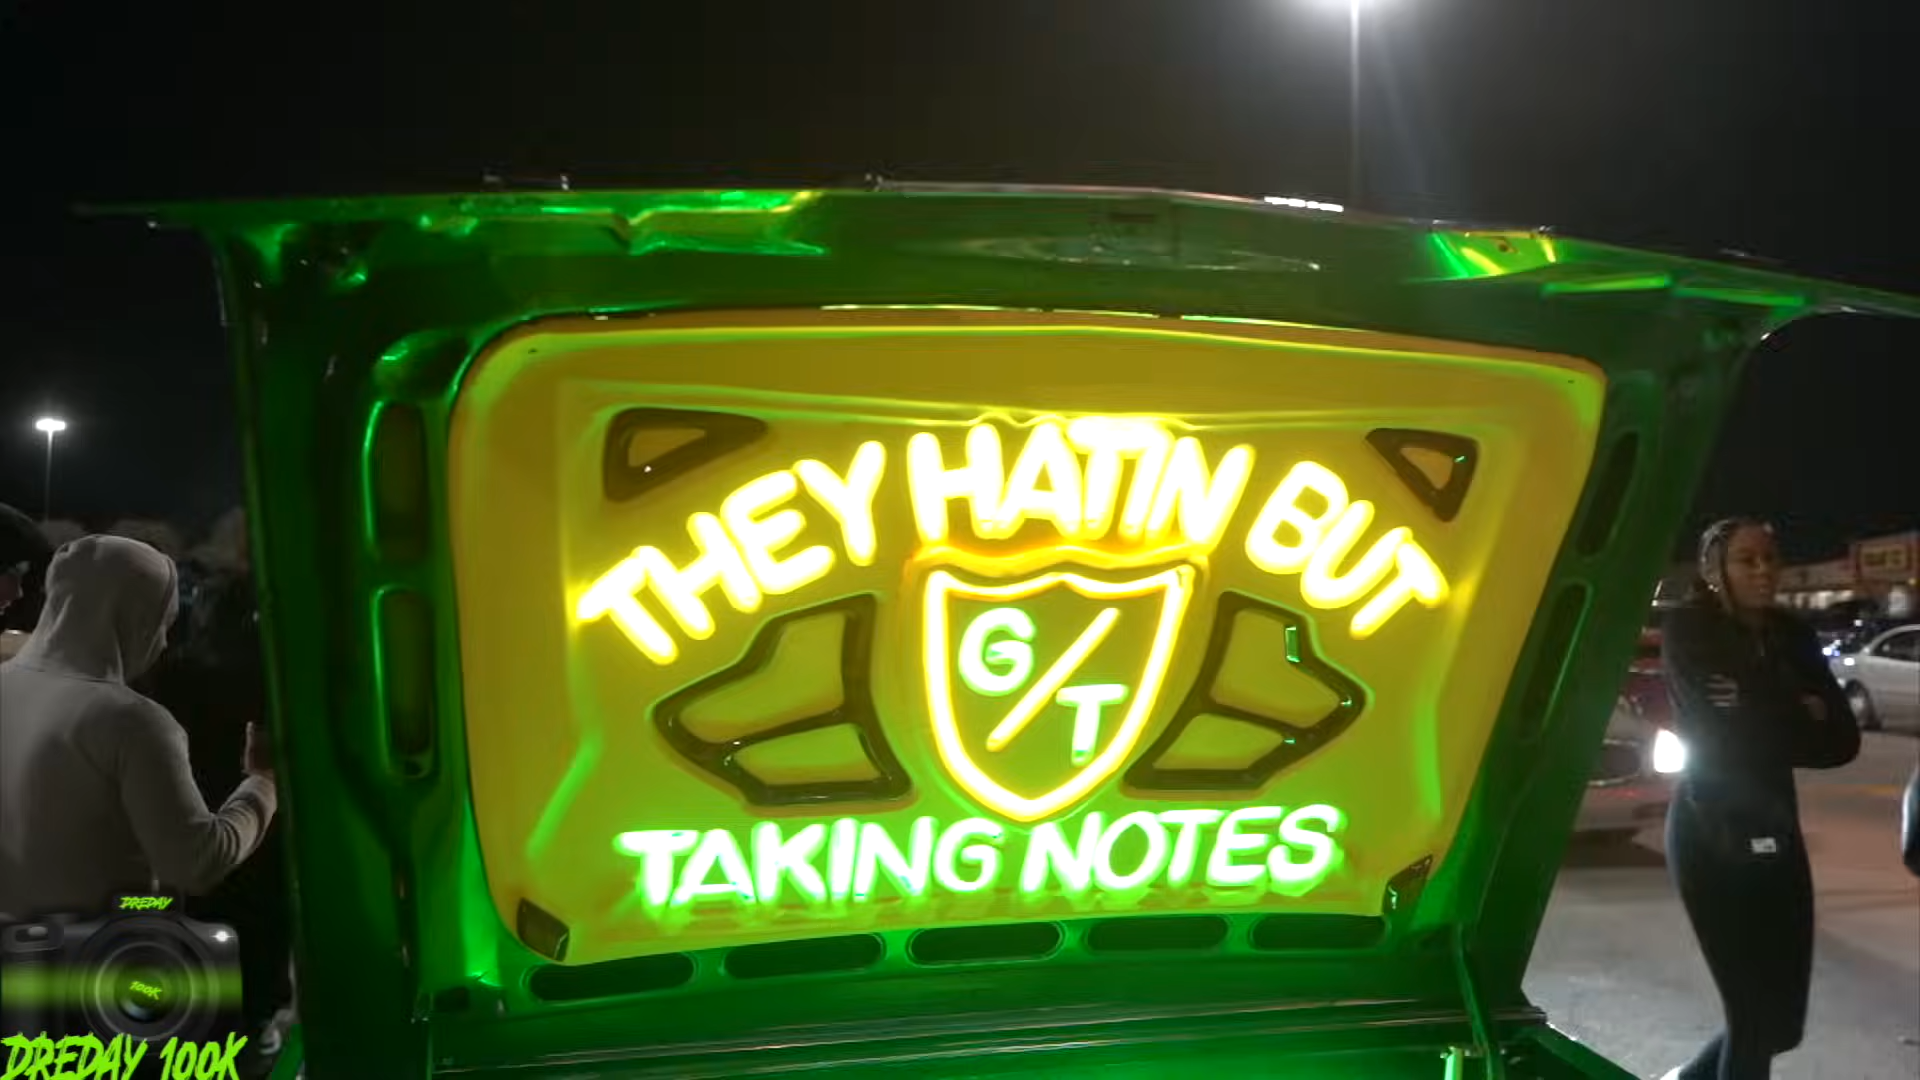 THEY HATIN BUT
G/T
TAKING NOTES
DREDAY
100K
DREDAY 100K